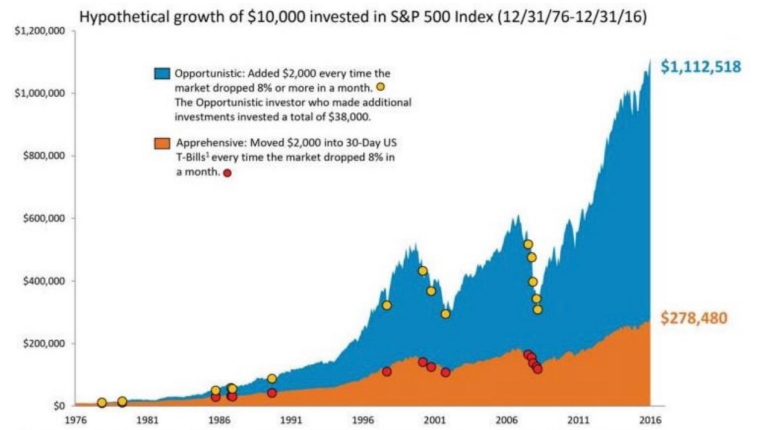 Hypothetical growth of $10,000 invested in S&P 500 Index (12/31/76-12/31/16)
$1,200,000
$1,000,000
$800,000
$600,000
$400,000
$200,000
$0
Opportunistic: Added $2,000 every time the
market dropped 8% or more in a month.
The Opportunistic investor who made additional
investments invested a total of $38,000.
Apprehensive: Moved $2,000 into 30-Day US
T-Bills¹ every time the market dropped 8% in
a month.
$1,112,518
$278,480
1976 1981 1986 1991 1996 2001 2006 2011 2016